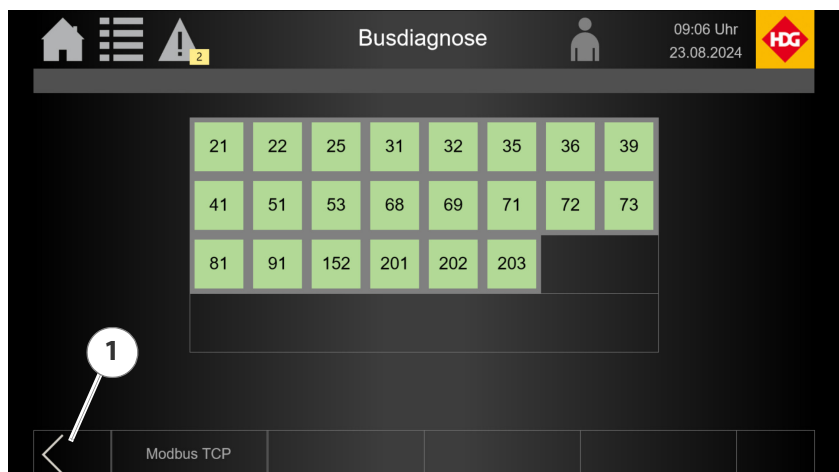 2
Busdiagnose
09:06 Uhr
23.08.2024
HDG
21 22 25 31 32 35 36 39
41 51 53 68 69 71 72 73
81 91 152 201 202 203
1
Modbus TCP